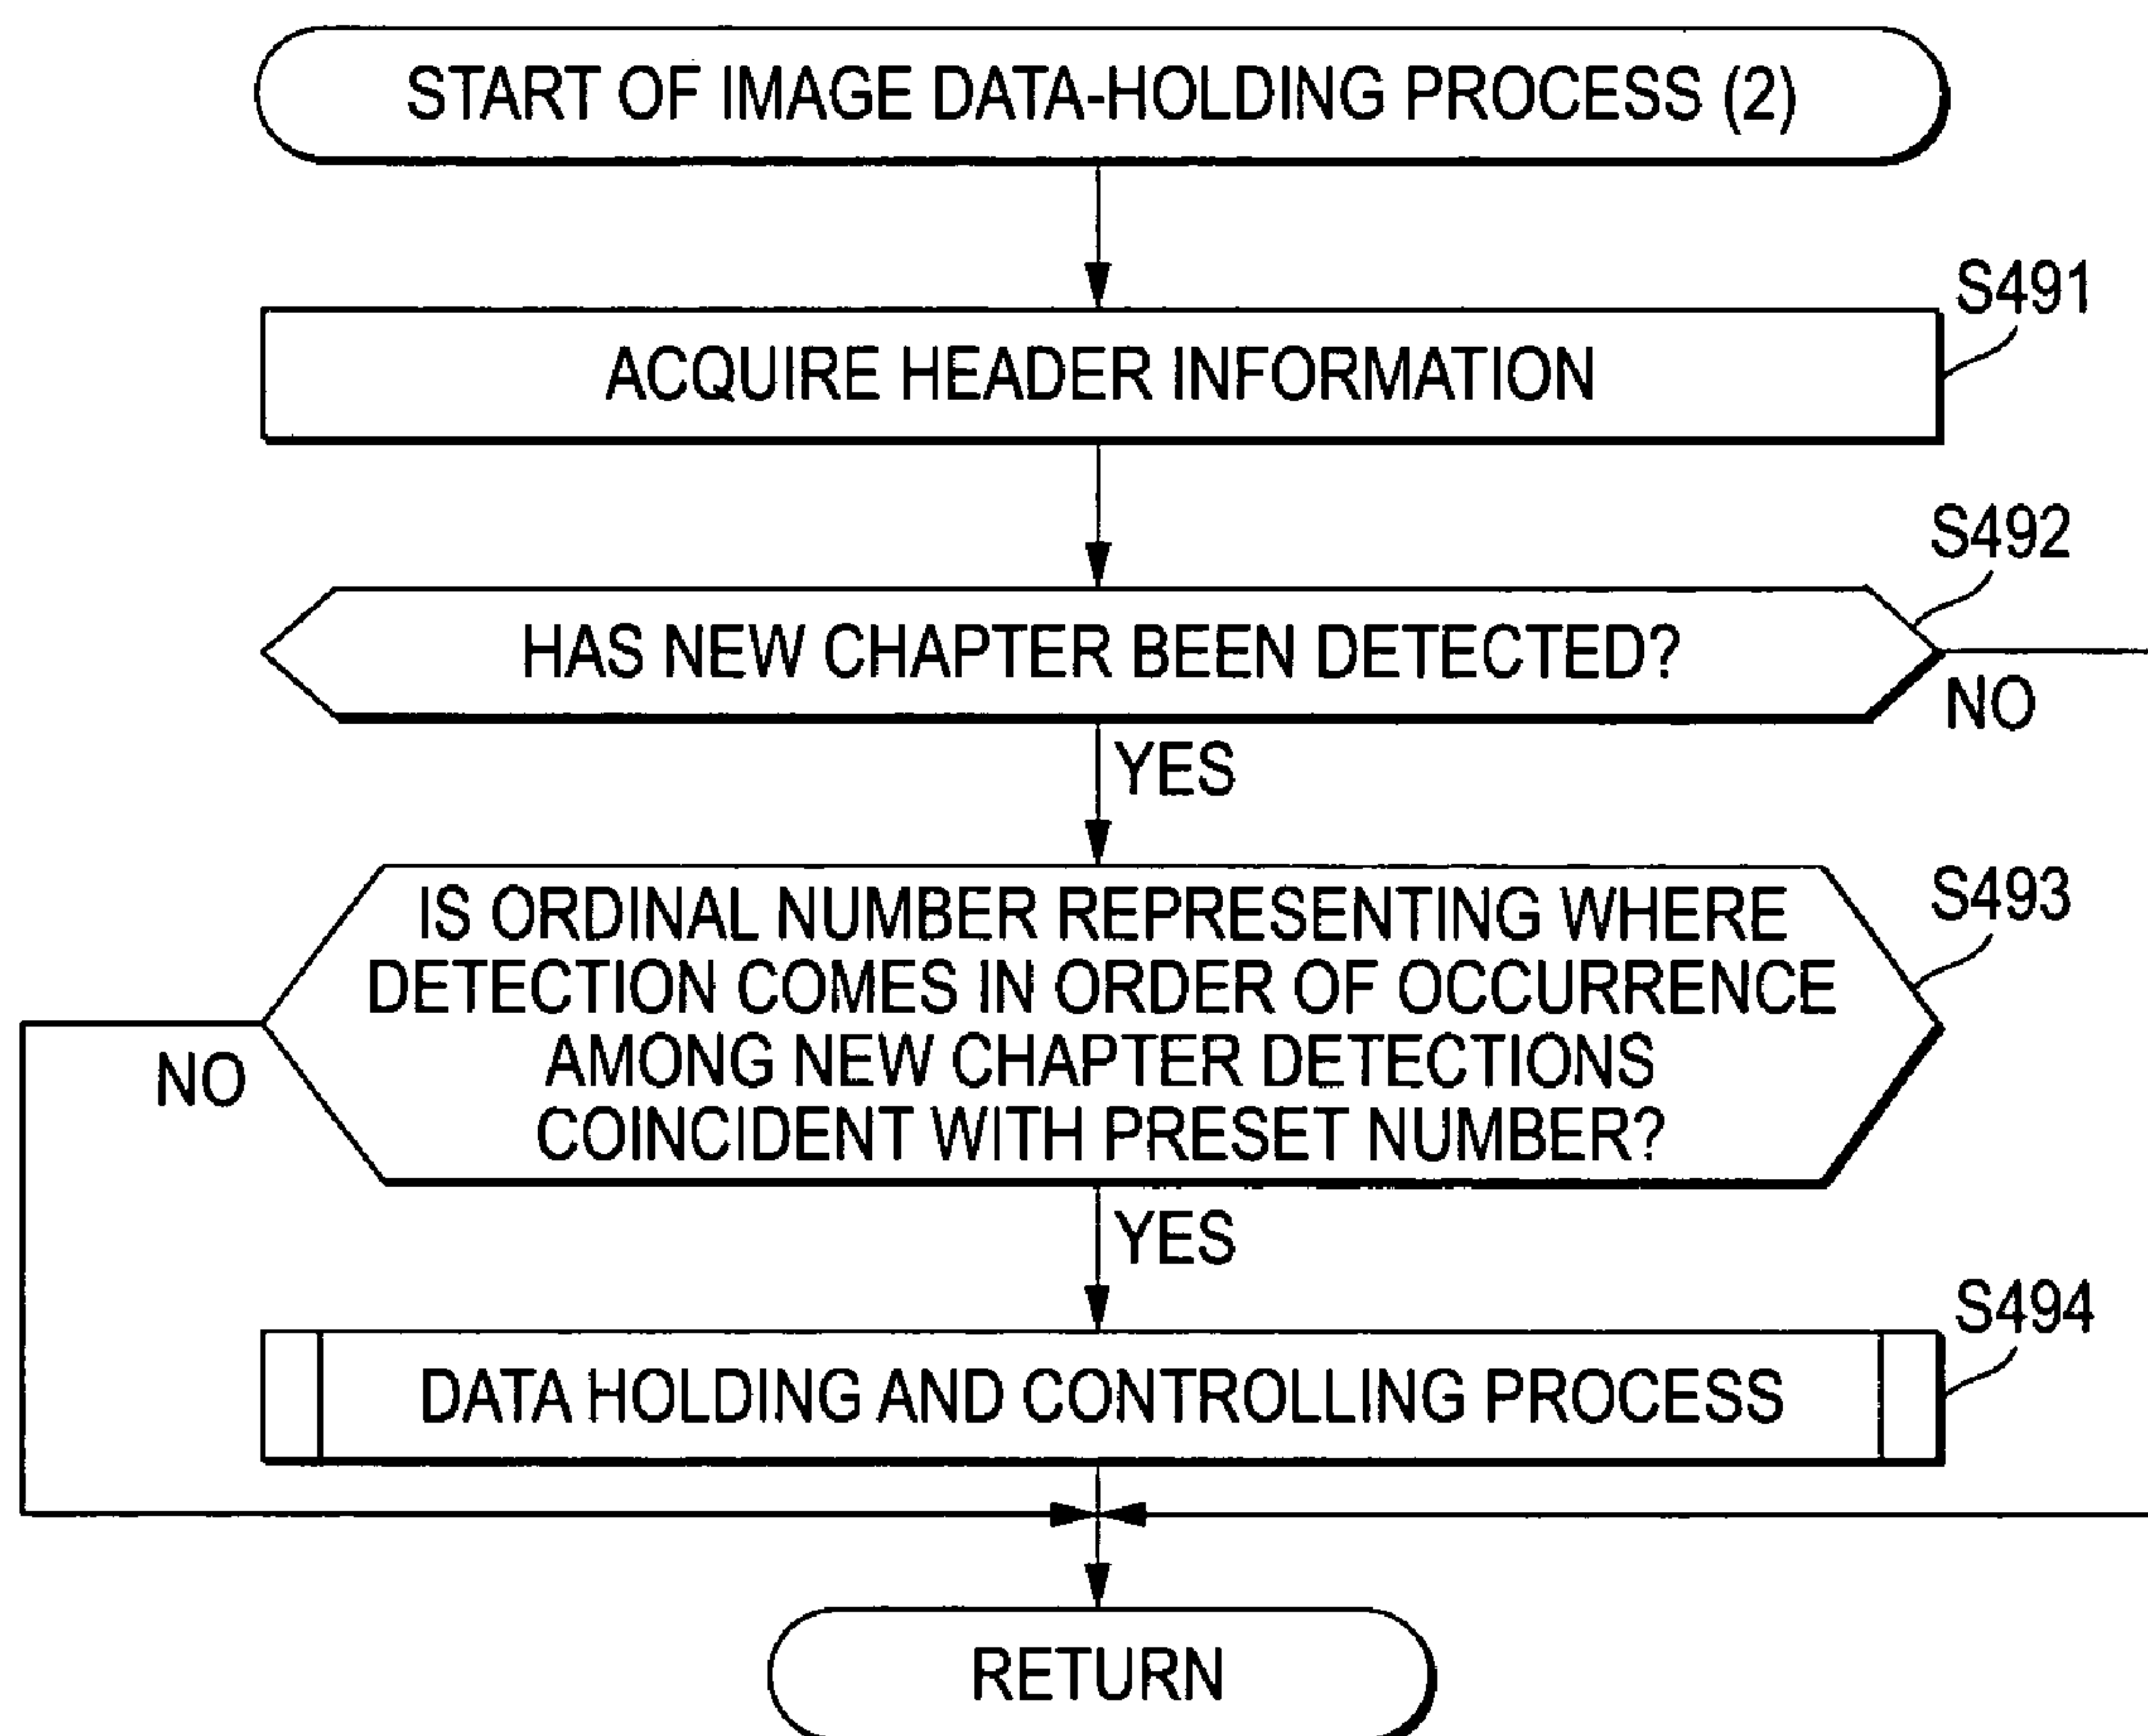 START OF IMAGE DATA-HOLDING PROCESS (2)
S491
ACQUIRE HEADER INFORMATION
S492
HAS NEW CHAPTER BEEN DETECTED?
NO
YES
S493
IS ORDINAL NUMBER REPRESENTING WHERE
DETECTION COMES IN ORDER OF OCCURRENCE
AMONG NEW CHAPTER DETECTIONS
COINCIDENT WITH PRESET NUMBER?
NO
YES
S494
DATA HOLDING AND CONTROLLING PROCESS
RETURN